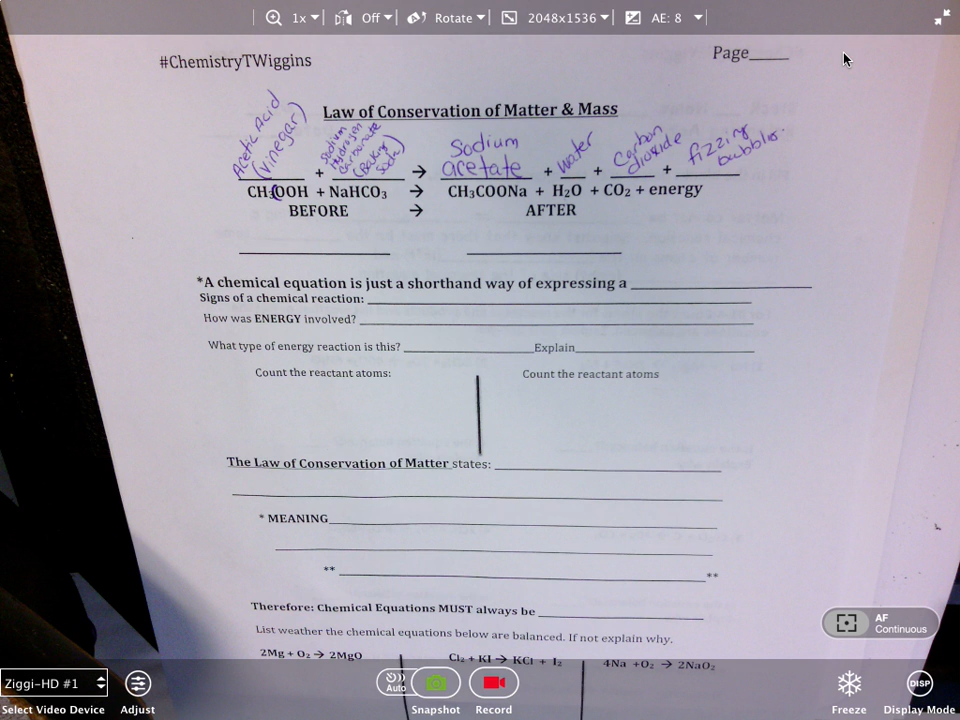 1x Off Rotate 2048x1536 AE: 8
#ChemistryTWiggins Page_____
Law of Conservation of Matter & Mass
Acetic Acid (vinegar) + Sodium hydrogen carbonate (baking soda) → Sodium acetate + water + Carbon dioxide + fizzing bubbles
CH3COOH + NaHCO₃ → CH₃COONa + H₂O + CO₂ + energy
BEFORE → AFTER
*A chemical equation is just a shorthand way of expressing a
Signs of a chemical reaction:
How was ENERGY involved?
What type of energy reaction is this? Explain
Count the reactant atoms: Count the reactant atoms
The Law of Conservation of Matter states:
* MEANING
** **
Therefore: Chemical Equations MUST always be
List weather the chemical equations below are balanced. If not explain why.
2Mg + O₂ → 2MgO Cl₂ + KI → KCl + I₂ 4Na +O₂ → 2NaO₂
AF
Continuous
Ziggi-HD #1 Auto DISP
Select Video Device Adjust Snapshot Record Freeze Display Mode